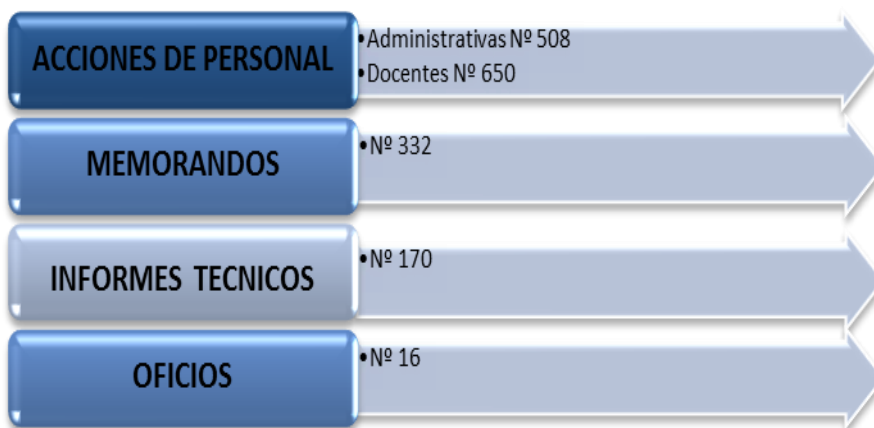 ACCIONES DE PERSONAL
•Administrativas Nº 508
•Docentes Nº 650
MEMORANDOS
•Nº 332
INFORMES TECNICOS
•Nº 170
OFICIOS
•Nº 16